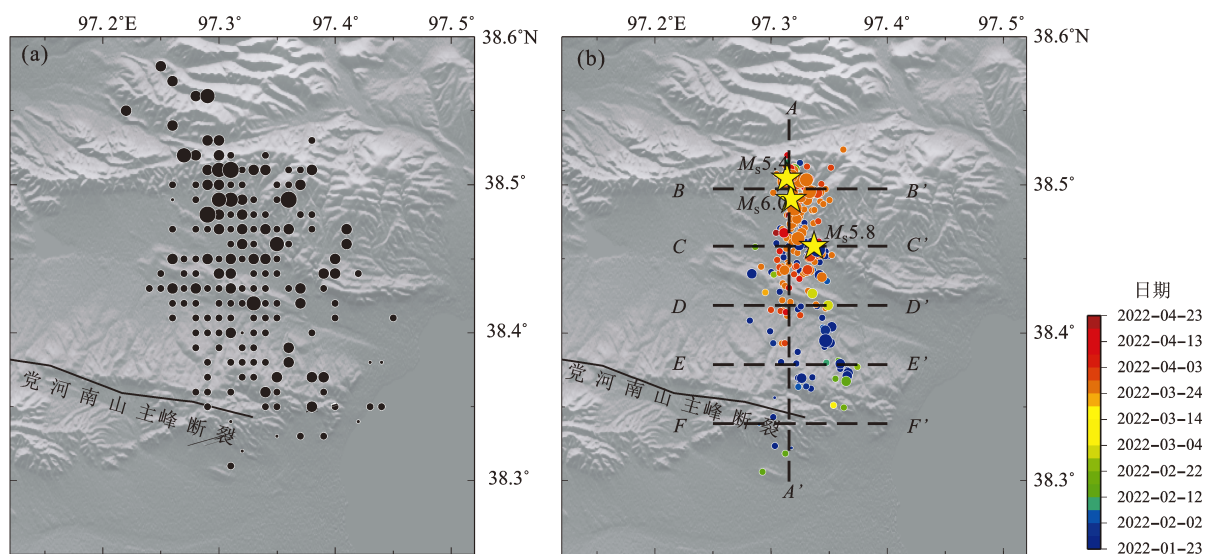 97.2°E 97.3° 97.4° 97.5°
97.2°E 97.3° 97.4° 97.5°
38.6°N
38.6°N
(a)
(b)
A
Ms5.4
B B'
38.5°
38.5°
Ms6.0
Ms5.8
C C'
D D'
38.4°
38.4°
E E'
党河南山主峰断裂
党河南山主峰断裂
F F'
38.3°
38.3°
A'
日期
2022-04-23
2022-04-13
2022-04-03
2022-03-24
2022-03-14
2022-03-04
2022-02-22
2022-02-12
2022-02-02
2022-01-23